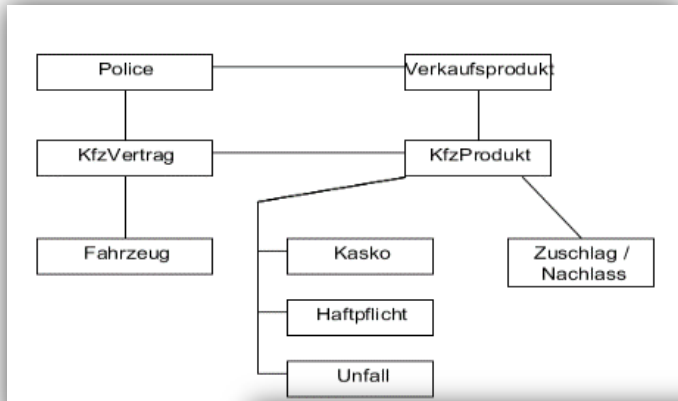 Police
Verkaufsprodukt
KfzVertrag
KfzProdukt
Fahrzeug
Kasko
Zuschlag /
Nachlass
Haftpflicht
Unfall